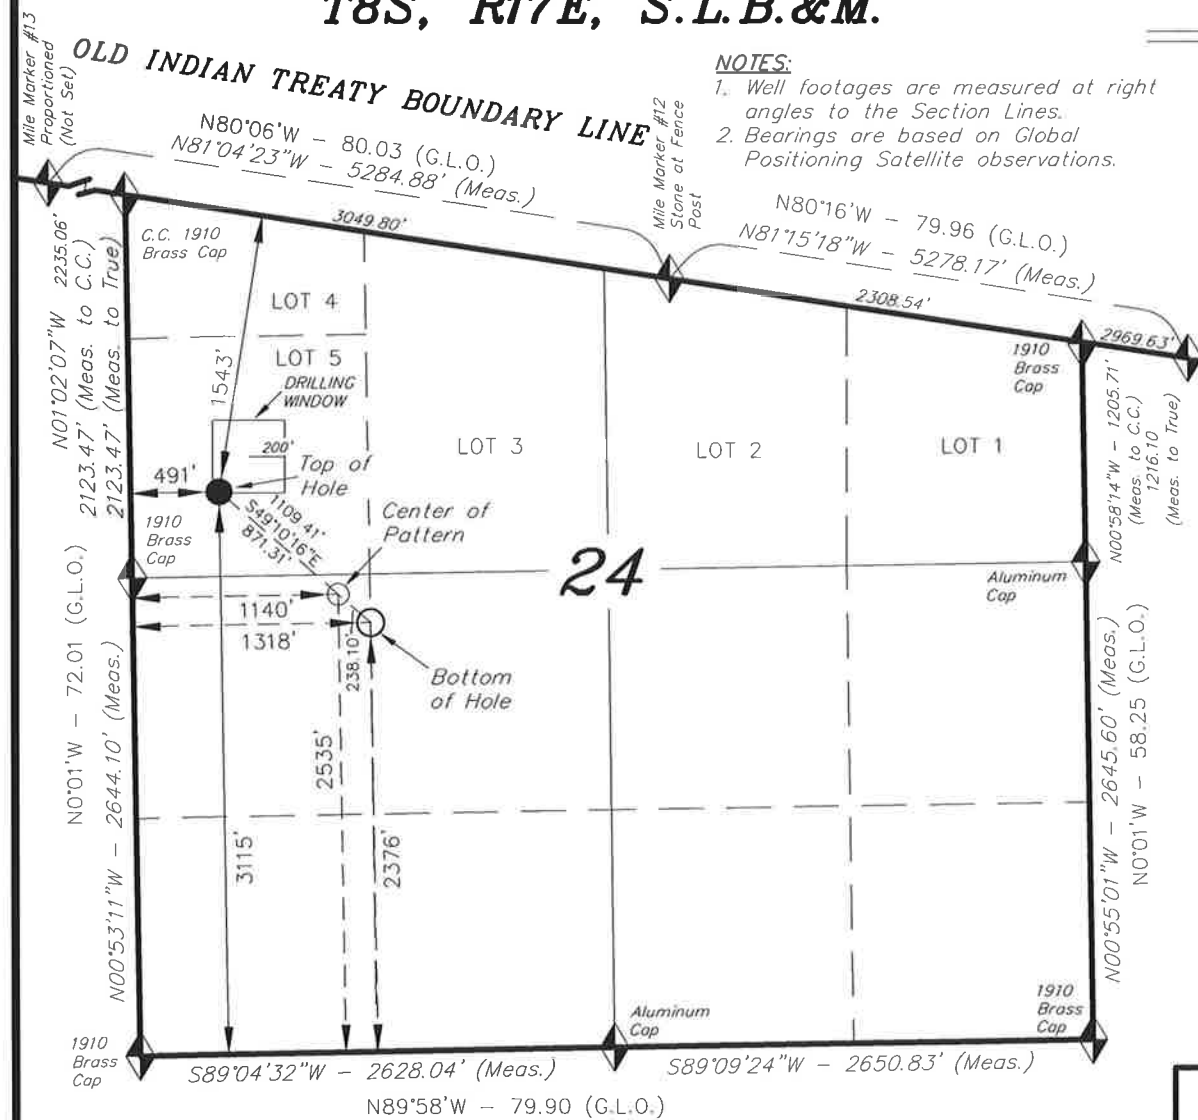 T8S, R17E, S.L.B.&M.
Mile Marker #13
Proportioned
(Not Set)
OLD INDIAN TREATY BOUNDARY LINE
NOTES:
1. Well footages are measured at right
angles to the Section Lines.
2. Bearings are based on Global
Positioning Satellite observations.
N80°06'W - 80.03 (G.L.O.)
N81°04'23"W - 5284.88' (Meas.)
Mile Marker #12
Stone at Fence
Post
N80°16'W - 79.96 (G.L.O.)
N81°15'18"W - 5278.17' (Meas.)
3049.80'
2308.54'
2969.63'
2235.06'
N01°02'07"W
2123.47' (Meas. to C.C.)
2123.47' (Meas. to True)
C.C. 1910
Brass Cap
LOT 4
LOT 5
DRILLING
WINDOW
1543'
200'
491'
Top of
Hole
LOT 3
LOT 2
LOT 1
1910
Brass
Cap
N00°58'14"W - 1205.71'
(Meas. to C.C.)
1216.10
(Meas. to True)
1910
Brass
Cap
1109.41'
S49°10'16"E
871.31'
Center of
Pattern
24
Aluminum
Cap
1140'
1318'
238.10'
Bottom
of Hole
N0°01'W - 72.01 (G.L.O.)
N00°53'11"W - 2644.10' (Meas.)
2535'
3115'
2376'
N00°55'01"W - 2645.60' (Meas.)
N0°01'W - 58.25 (G.L.O.)
1910
Brass
Cap
Aluminum
Cap
1910
Brass
Cap
S89°04'32"W - 2628.04' (Meas.)
S89°09'24"W - 2650.83' (Meas.)
N89°58'W - 79.90 (G.L.O.)